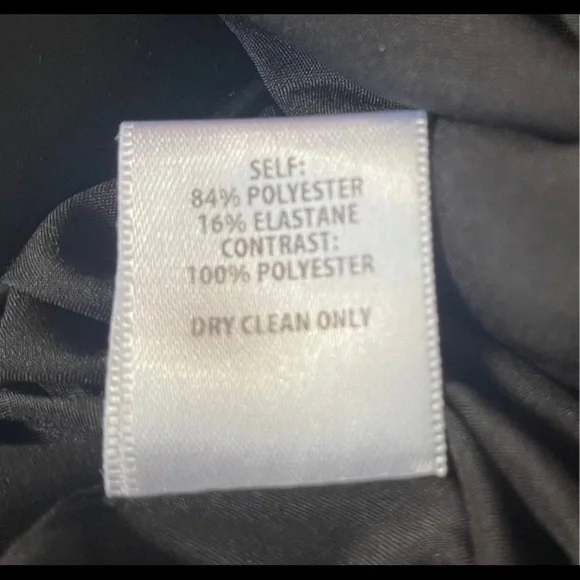 SELF:
84% POLYESTER
16% ELASTANE
CONTRAST:
100% POLYESTER
DRY CLEAN ONLY